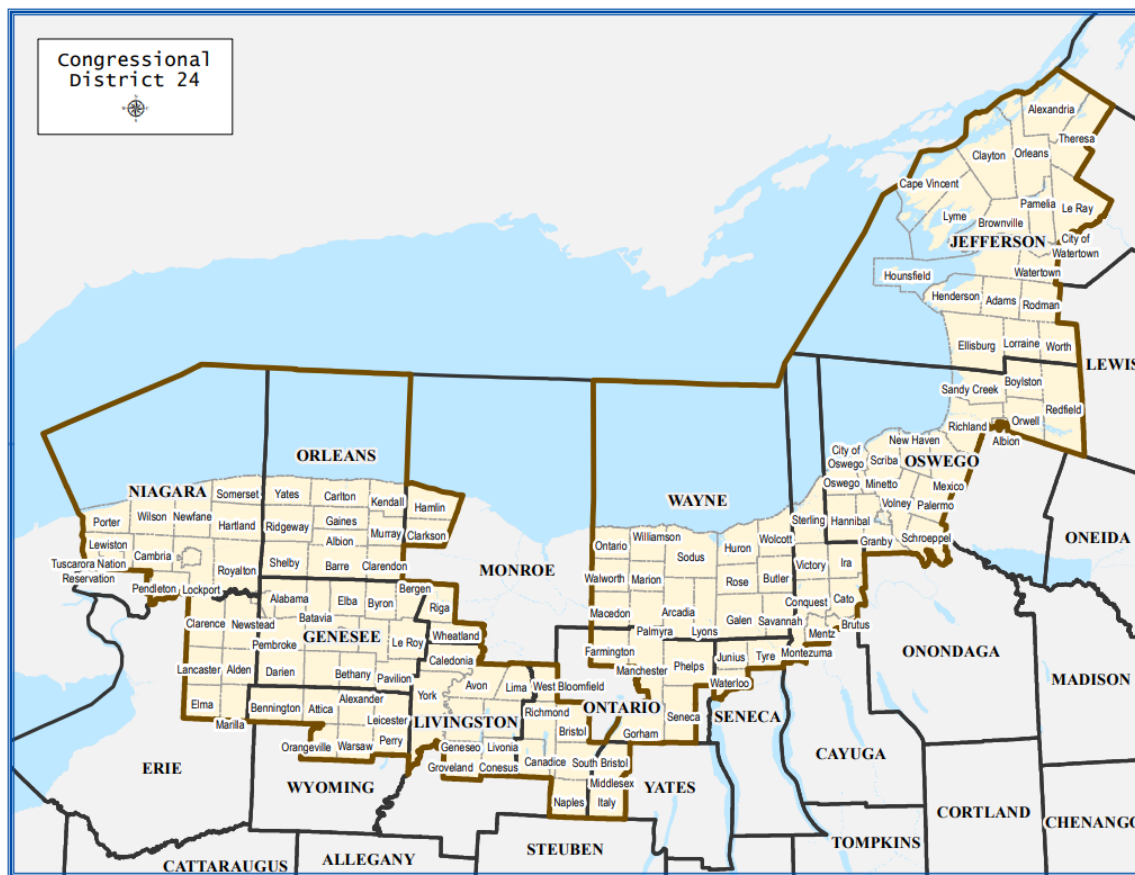 Congressional
District 24
Alexandria
Theresa
Clayton
Orleans
Cape Vincent
Pamelia
Le Ray
Lyme
Brownville
JEFFERSON
City of
Watertown
Hounsfield
Watertown
Henderson
Adams
Rodman
Ellisburg
Lorraine
Worth
LEWIS
Sandy Creek
Boylston
Redfield
Richland
Orwell
Albion
New Haven
City of
Oswego
Scriba
OSWEGO
Oswego
Minetto
Mexico
Volney
Palermo
Hannibal
Granby
Schroeppel
ONEIDA
ORLEANS
NIAGARA
Somerset
Yates
Carlton
Kendall
Hamlin
WAYNE
Porter
Wilson
Newfane
Hartland
Ridgeway
Gaines
Murray
Clarkson
Lewiston
Cambria
Albion
Tuscarora Nation
Reservation
Royalton
Shelby
Barre
Clarendon
Pendleton
Lockport
MONROE
Ontario
Williamson
Sodus
Huron
Wolcott
Sterling
Walworth
Marion
Rose
Butler
Victory
Ira
Macedon
Arcadia
Galen
Savannah
Conquest
Cato
Palmyra
Lyons
Mentz
Brutus
Montezuma
Alabama
Elba
Byron
Bergen
Riga
Clarence
Newstead
Batavia
GENESEE
Wheatland
Pembroke
Le Roy
Caledonia
Lancaster
Alden
Darien
Bethany
Pavilion
Farmington
Manchester
Phelps
Junius
Tyre
Waterloo
ONONDAGA
MADISON
Elma
Marilla
Bennington
Attica
Alexander
Leicester
York
Avon
Lima
West Bloomfield
LIVINGSTON
Richmond
ONTARIO
Seneca
SENECA
Bristol
Gorham
Orangeville
Warsaw
Perry
Geneseo
Livonia
Groveland
Conesus
Canadice
South Bristol
Middlesex
Naples
Italy
YATES
CAYUGA
ERIE
WYOMING
CORTLAND
CHENANGO
TOMPKINS
STEUBEN
ALLEGANY
CATTARAUGUS